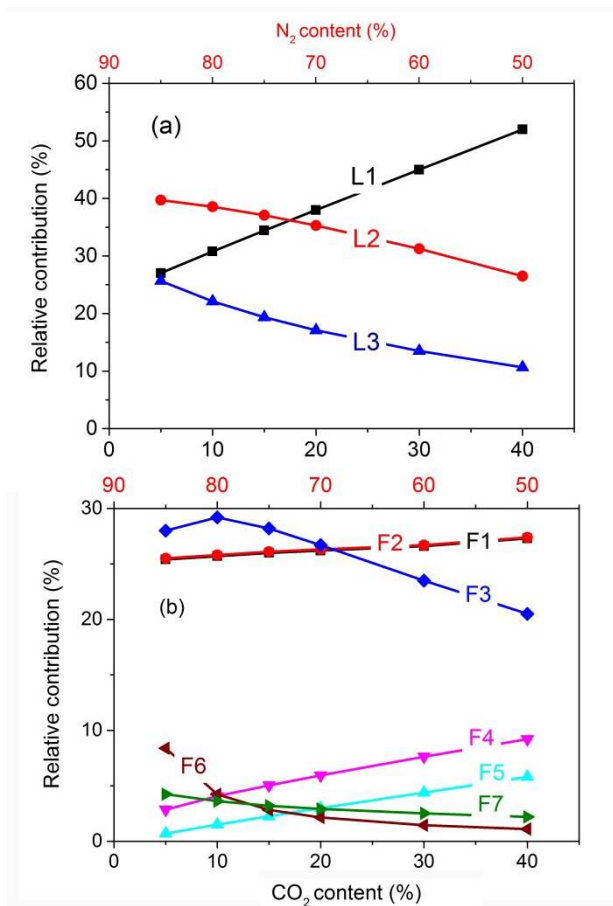 N₂ content (%)
90 80 70 60 50
60
(a)
50
L1
40
L2
30
20
L3
10
0
0 10 20 30 40
Relative contribution (%)
90 80 70 60 50
30
F2 F1
F3
20
(b)
10
F4
F6
F5
F7
0
0 10 20 30 40
Relative contribution (%)
CO₂ content (%)